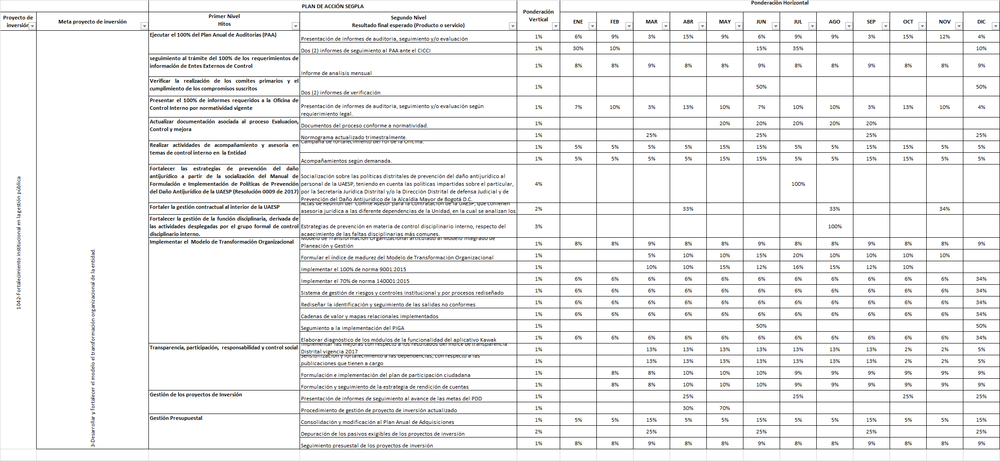 PLAN DE ACCIÓN SEGPLA
Ponderaciòn Horizontal
Proyecto de
inversión
Meta proyecto de inversión
Primer Nivel
Hitos
Segundo Nivel
Resultado final esperado (Producto o servicio)
Ponderación
Vertical
ENE FEB MAR ABR MAY JUN JUL AGO SEP OCT NOV DIC
1042-Fortalecimiento institucional en la gestión pública
3-Desarrollar y fortalecer el modelo el transformación organizacional de la entidad.
Ejecutar el 100% del Plan Anual de Auditorias (PAA)
Presentación de informes de auditoria, seguimiento y/o evaluación
1% 6% 9% 3% 15% 9% 6% 9% 9% 3% 15% 12% 4%
Dos (2) informes de seguimiento al PAA ante el CICCI
1% 30% 10% 15% 35% 10%
seguimiento al trámite del 100% de los requerimientos de
información de Entes Externos de Control
Informe de analisis mensual
1% 8% 8% 9% 8% 8% 9% 8% 8% 9% 8% 8% 9%
Verificar la realización de los comites primarios y el
cumplimiento de los compromisos suscritos
Dos (2) informes de verificación
1% 50% 50%
Presentar el 100% de informes requeridos a la Oficina de
Control Interno por normatividad vigente
Presentación de informes de auditoria, seguimiento y/o evaluación según
requierimiento legal.
1% 7% 10% 3% 13% 10% 7% 10% 10% 3% 13% 10% 4%
Actualizar documentación asociada al proceso Evaluacion,
Control y mejora
Documentos del proceso conforme a normatividad.
1% 20% 20% 20% 20% 20%
Normograma actualizado trimestralmente.
1% 25% 25% 25% 25%
Realizar actividades de acompañamiento y asesoria en
temas de control interno en la Entidad
Campaña de fortalecimiento del rol de la Oficina.
1% 5% 5% 5% 5% 15% 15% 5% 5% 15% 15% 5% 5%
Acompañamientos según demanada.
1% 5% 5% 5% 5% 15% 15% 5% 5% 15% 15% 5% 5%
Fortalecer las estrategias de prevención del daño
antijurídico a partir de la socialización del Manual de
Formulación e Implementación de Políticas de Prevención
del Daño Antijurídico de la UAESP (Resolución 0009 de 2017)
Socialización sobre las políticas distritales de prevención del daño antijurídico al
personal de la UAESP, teniendo en cuenta las políticas impartidas sobre el particular,
por la Secretaría Jurídica Distrital y/o la Dirección Distrital de defensa Judicial y de
Prevención del Daño Antijurídico de la Alcaldía Mayor de Bogotá D.C.
4% 100%
Fortaler la gestión contractual al interior de la UAESP
Actas de Reunión del Comité Asesor para la Contratación de la UAESP, que contienen
asesoria juridica a las diferente dependencias de la Unidad, en la cual se analizan los
2% 33% 33% 34%
Fortalecer la gestión de la función disciplinaria, derivada de
las actividades desplegadas por el grupo formal de control
disciplinario interno.
Estrategias de prevención en materia de control disciplinario interno, respecto del
acaecimiento de las faltas disciplinarias más comunes.
3% 100%
Implementar el Modelo de Transformación Organizacional
Modelo de Transformación Organizacional articulado al Modelo Integrado de
Planeación y Gestión
1% 8% 8% 9% 8% 8% 9% 8% 8% 9% 8% 8% 9%
Formular el índice de madurez del Modelo de Transformación Organizacional
1% 5% 10% 10% 15% 20% 10% 10% 10% 10%
Implementar el 100% de norma 9001:2015
1% 10% 10% 15% 12% 16% 15% 12% 10%
Implementar el 70% de norma 140001:2015
1% 6% 6% 6% 6% 6% 6% 6% 6% 6% 6% 6% 34%
Sistema de gestión de riesgos y controles institucional y por procesos rediseñado
1% 6% 6% 6% 6% 6% 6% 6% 6% 6% 6% 6% 34%
Rediseñar la identificación y seguimiento de las salidas no conformes
1% 6% 6% 6% 6% 6% 6% 6% 6% 6% 6% 6% 34%
Cadenas de valor y mapas relacionales implementados
1% 6% 6% 6% 6% 6% 6% 6% 6% 6% 6% 6% 34%
Segumiento a la implementación del PIGA
1% 50% 50%
Elaborar diagnóstico de los módulos de la funcionalidad del aplicativo Kawak
1% 6% 6% 6% 6% 6% 6% 6% 6% 6% 6% 6% 34%
Transparencia, participación, responsabilidad y control social
Implementar las mejoras con respecto a los resultados del índice de transparencia
Distrital vigencia 2017
1% 13% 13% 13% 13% 13% 13% 13% 2% 2% 5%
Sensibilización y fortalecimiento a las dependencias, con respecto a las
publicaciones que tienen a cargo
1% 13% 13% 13% 13% 13% 13% 13% 2% 2% 5%
Formulación e implementación del plan de participación ciudadana
1% 8% 8% 10% 10% 10% 9% 9% 9% 9% 9% 9%
Formulación y seguimiento de la estrategia de rendición de cuentas
1% 8% 8% 10% 10% 10% 9% 9% 9% 9% 9% 9%
Gestión de los proyectos de Inversión
Presentación de informes de seguimiento al avance de las metas del PDD
1% 25% 25% 25% 25%
Procedimiento de gestión de proyecto de inversión actualizado
1% 30% 70%
Gestión Presupuestal
Consolidación y modificación al Plan Anual de Adquisiciones
1% 5% 5% 15% 5% 5% 15% 5% 5% 15% 5% 5% 15%
Depuración de los pasivos exigibles de los proyectos de inversión
2% 25% 25% 25% 25%
Seguimiento presuestal de los proyectos de inversión
1% 8% 8% 9% 8% 8% 9% 8% 8% 9% 8% 8% 9%